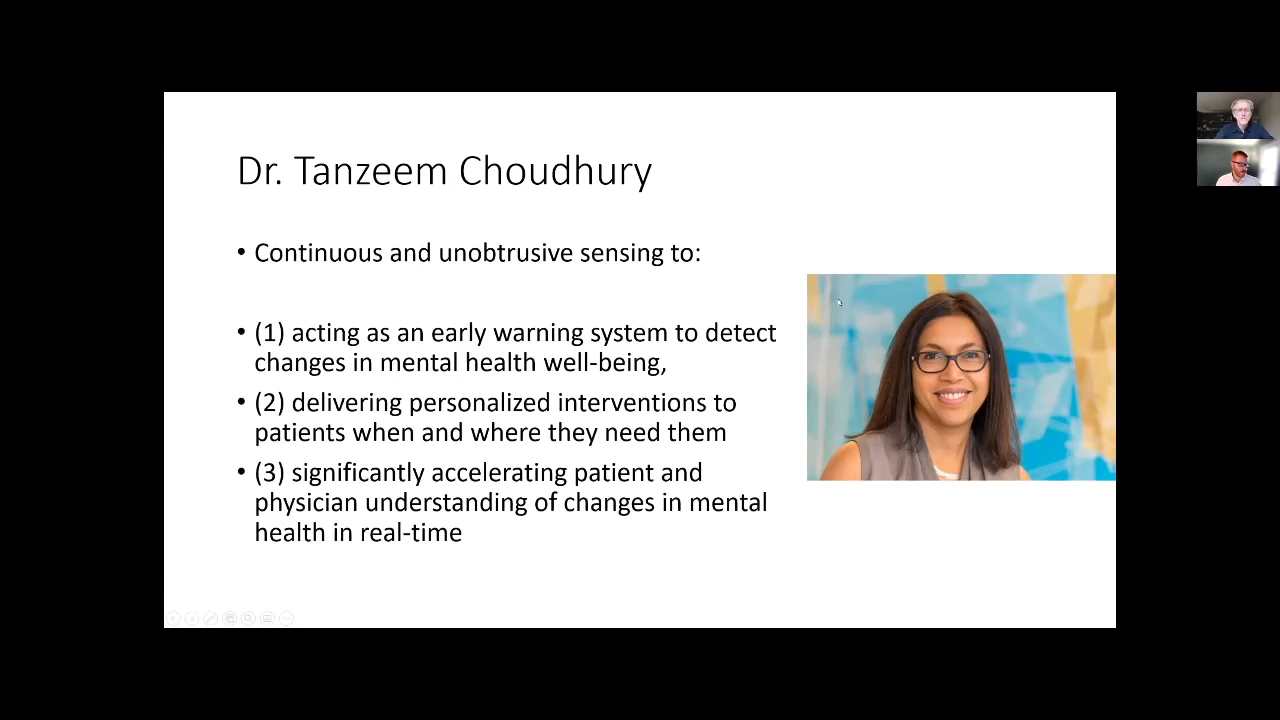 Dr. Tanzeem Choudhury
• Continuous and unobtrusive sensing to:
• (1) acting as an early warning system to detect
changes in mental health well-being,
• (2) delivering personalized interventions to
patients when and where they need them
• (3) significantly accelerating patient and
physician understanding of changes in mental
health in real-time